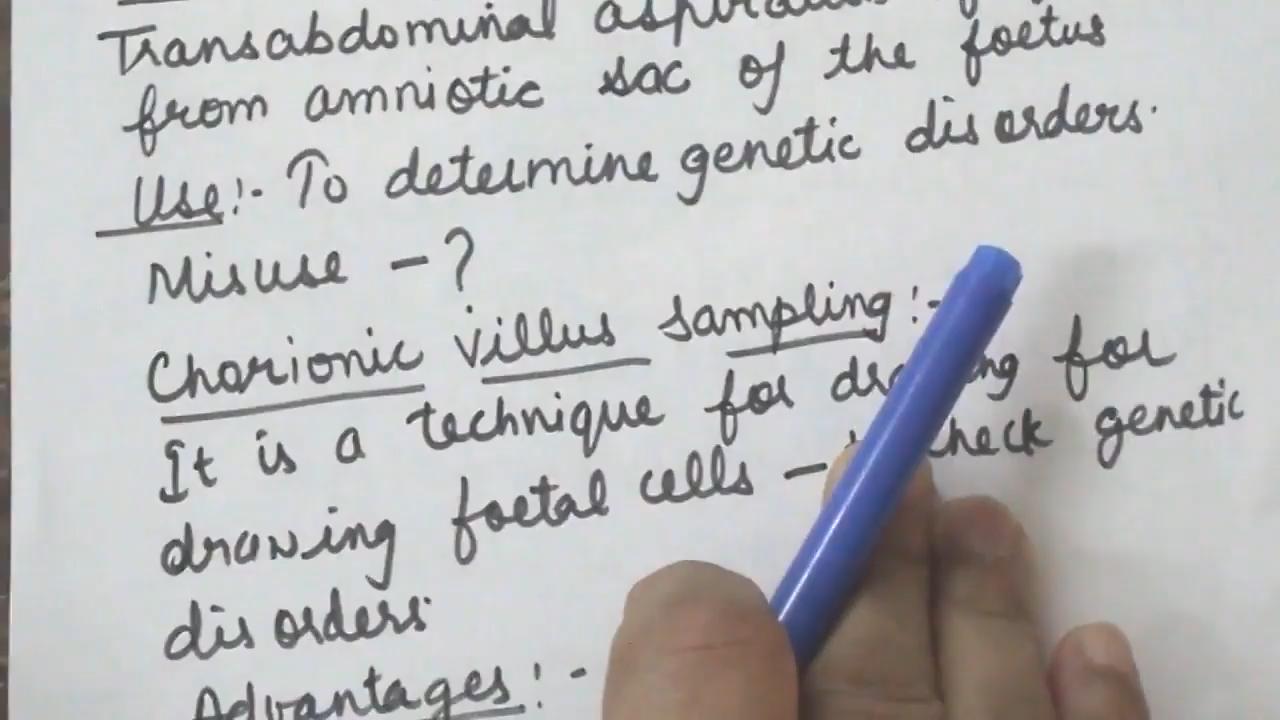 Transabdominal
from amniotic sac of the foetus
Use:- To determine genetic disorders.
Misuse - ?
Chorionic villus sampling :-
It is a technique for for
drawing foetal cells - check genetic
disorders
Advantages :-